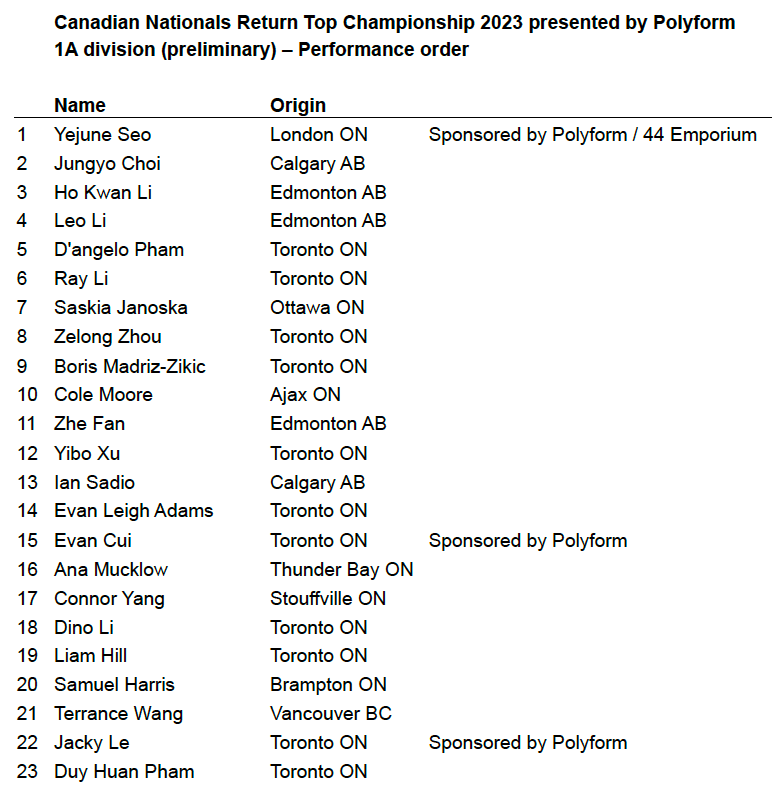 Canadian Nationals Return Top Championship 2023 presented by Polyform
1A division (preliminary) – Performance order
Name Origin
1 Yejune Seo London ON Sponsored by Polyform / 44 Emporium
2 Jungyo Choi Calgary AB
3 Ho Kwan Li Edmonton AB
4 Leo Li Edmonton AB
5 D'angelo Pham Toronto ON
6 Ray Li Toronto ON
7 Saskia Janoska Ottawa ON
8 Zelong Zhou Toronto ON
9 Boris Madriz-Zikic Toronto ON
10 Cole Moore Ajax ON
11 Zhe Fan Edmonton AB
12 Yibo Xu Toronto ON
13 Ian Sadio Calgary AB
14 Evan Leigh Adams Toronto ON
15 Evan Cui Toronto ON Sponsored by Polyform
16 Ana Mucklow Thunder Bay ON
17 Connor Yang Stouffville ON
18 Dino Li Toronto ON
19 Liam Hill Toronto ON
20 Samuel Harris Brampton ON
21 Terrance Wang Vancouver BC
22 Jacky Le Toronto ON Sponsored by Polyform
23 Duy Huan Pham Toronto ON